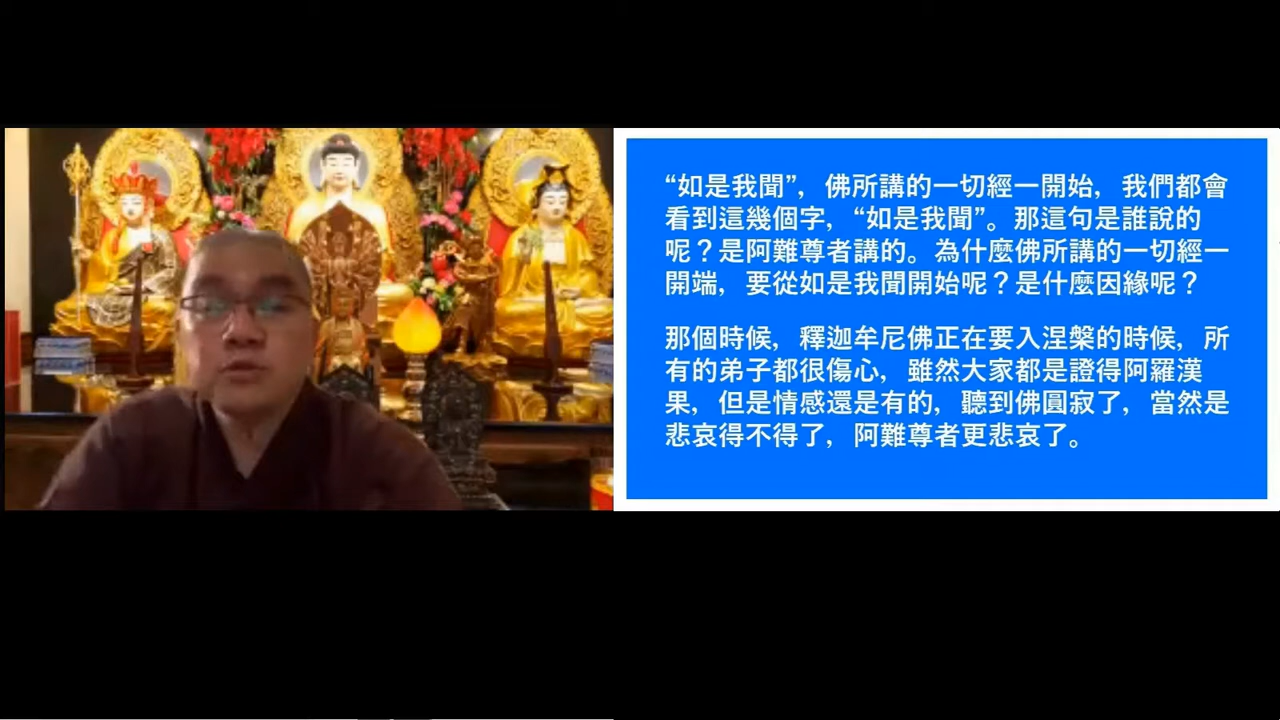 “如是我聞”，佛所講的一切經一開始，我們都會
看到這幾個字，“如是我聞”。那這句是誰說的
呢？是阿難尊者講的。為什麼佛所講的一切經一
開端，要從如是我聞開始呢？是什麼因緣呢？
那個時候，釋迦牟尼佛正在要入涅槃的時候，所
有的弟子都很傷心，雖然大家都是證得阿羅漢
果，但是情感還是有的，聽到佛圓寂了，當然是
悲哀得不得了，阿難尊者更悲哀了。